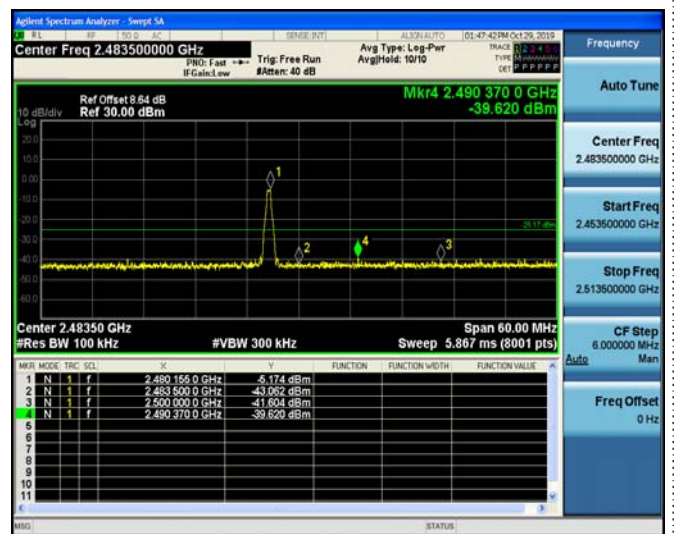 Agilent Spectrum Analyzer - Swept SA
RL RF 50 Ω AC SENSE:INT ALIGN AUTO 01:47:42 PM Oct 29, 2019
Center Freq 2.483500000 GHz
PNO: Fast Trig: Free Run Avg Type: Log-Pwr TRACE 1 2 3 4 5 6
IFGain:Low #Atten: 40 dB Avg|Hold: 10/10 TYPE M
DET P P P P P P
Mkr4 2.490 370 0 GHz
-39.620 dBm
Ref Offset 8.64 dB
10 dB/div Ref 30.00 dBm
Log
20.0
10.0
0.00
-10.0
-20.0
-30.0
-40.0
-50.0
-60.0
1
2
4
3
-25.17 dBm
Center 2.48350 GHz Span 60.00 MHz
#Res BW 100 kHz #VBW 300 kHz Sweep 5.867 ms (8001 pts)
MKR MODE TRC SCL X Y FUNCTION FUNCTION WIDTH FUNCTION VALUE
1 N 1 f 2.480 155 0 GHz -5.174 dBm
2 N 1 f 2.483 500 0 GHz -43.062 dBm
3 N 1 f 2.500 000 0 GHz -41.604 dBm
4 N 1 f 2.490 370 0 GHz -39.620 dBm
5
6
7
8
9
10
11
MSG STATUS
Frequency
Auto Tune
Center Freq
2.483500000 GHz
Start Freq
2.453500000 GHz
Stop Freq
2.513500000 GHz
CF Step
6.000000 MHz
Auto Man
Freq Offset
0 Hz